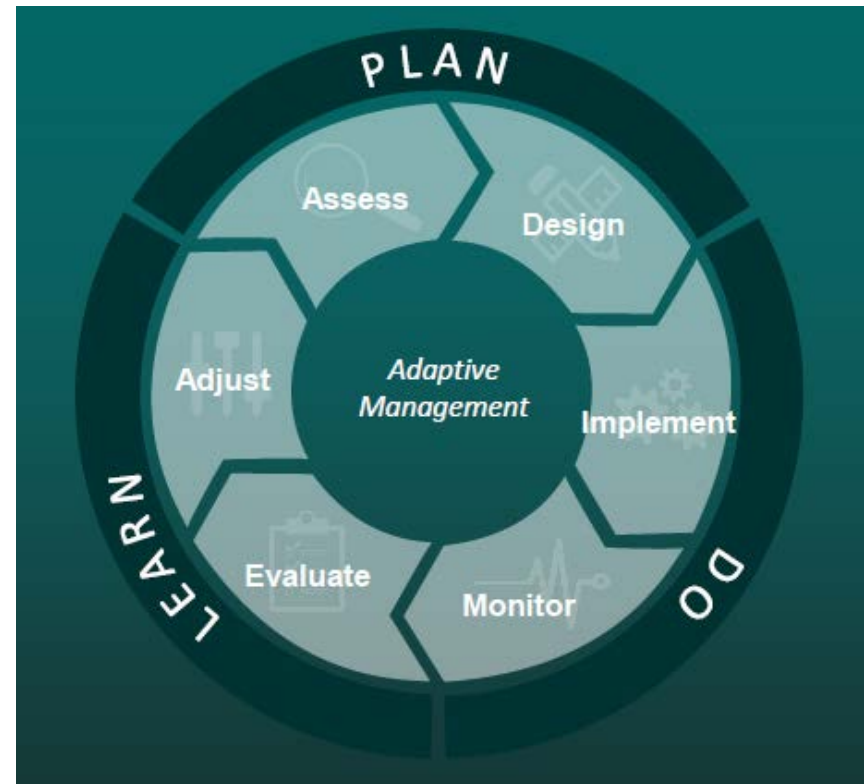 PLAN
Assess
Design
Adjust
Adaptive
Management
Implement
Evaluate
Monitor
LEARN
DO